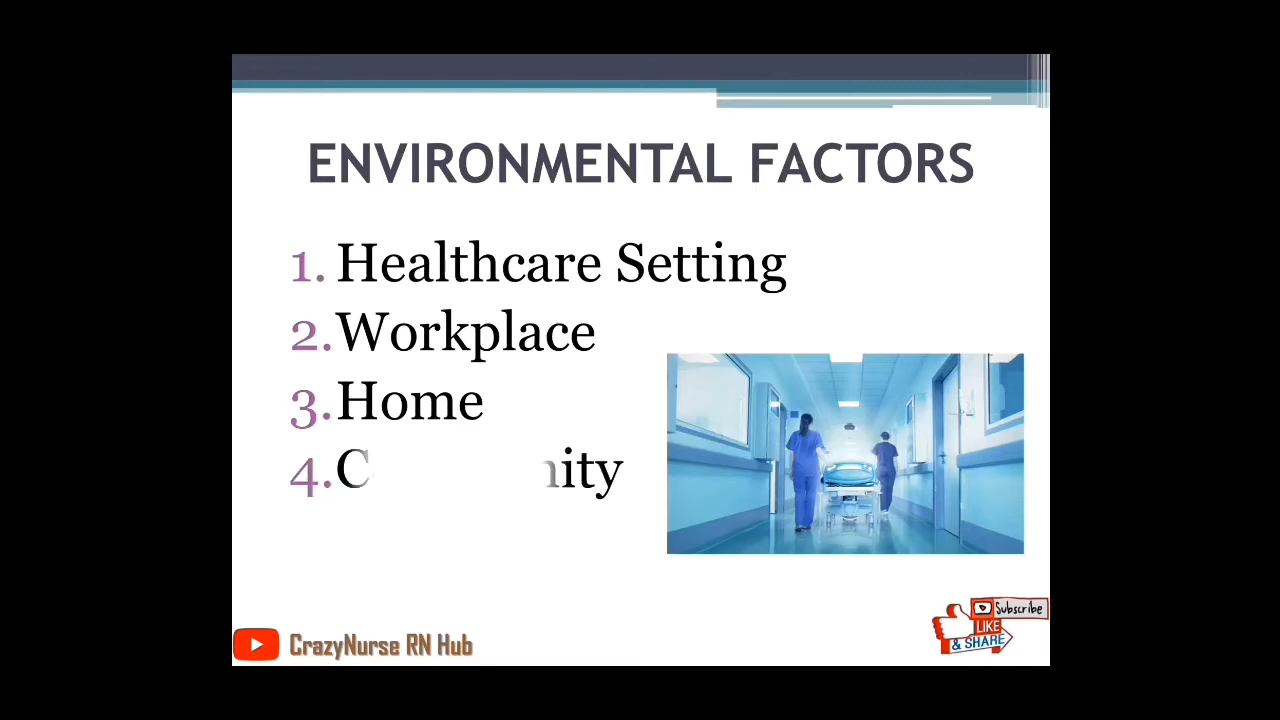 ENVIRONMENTAL FACTORS
1. Healthcare Setting
2. Workplace
3. Home
4.
Subscribe
LIKE
& SHARE
CrazyNurse RN Hub